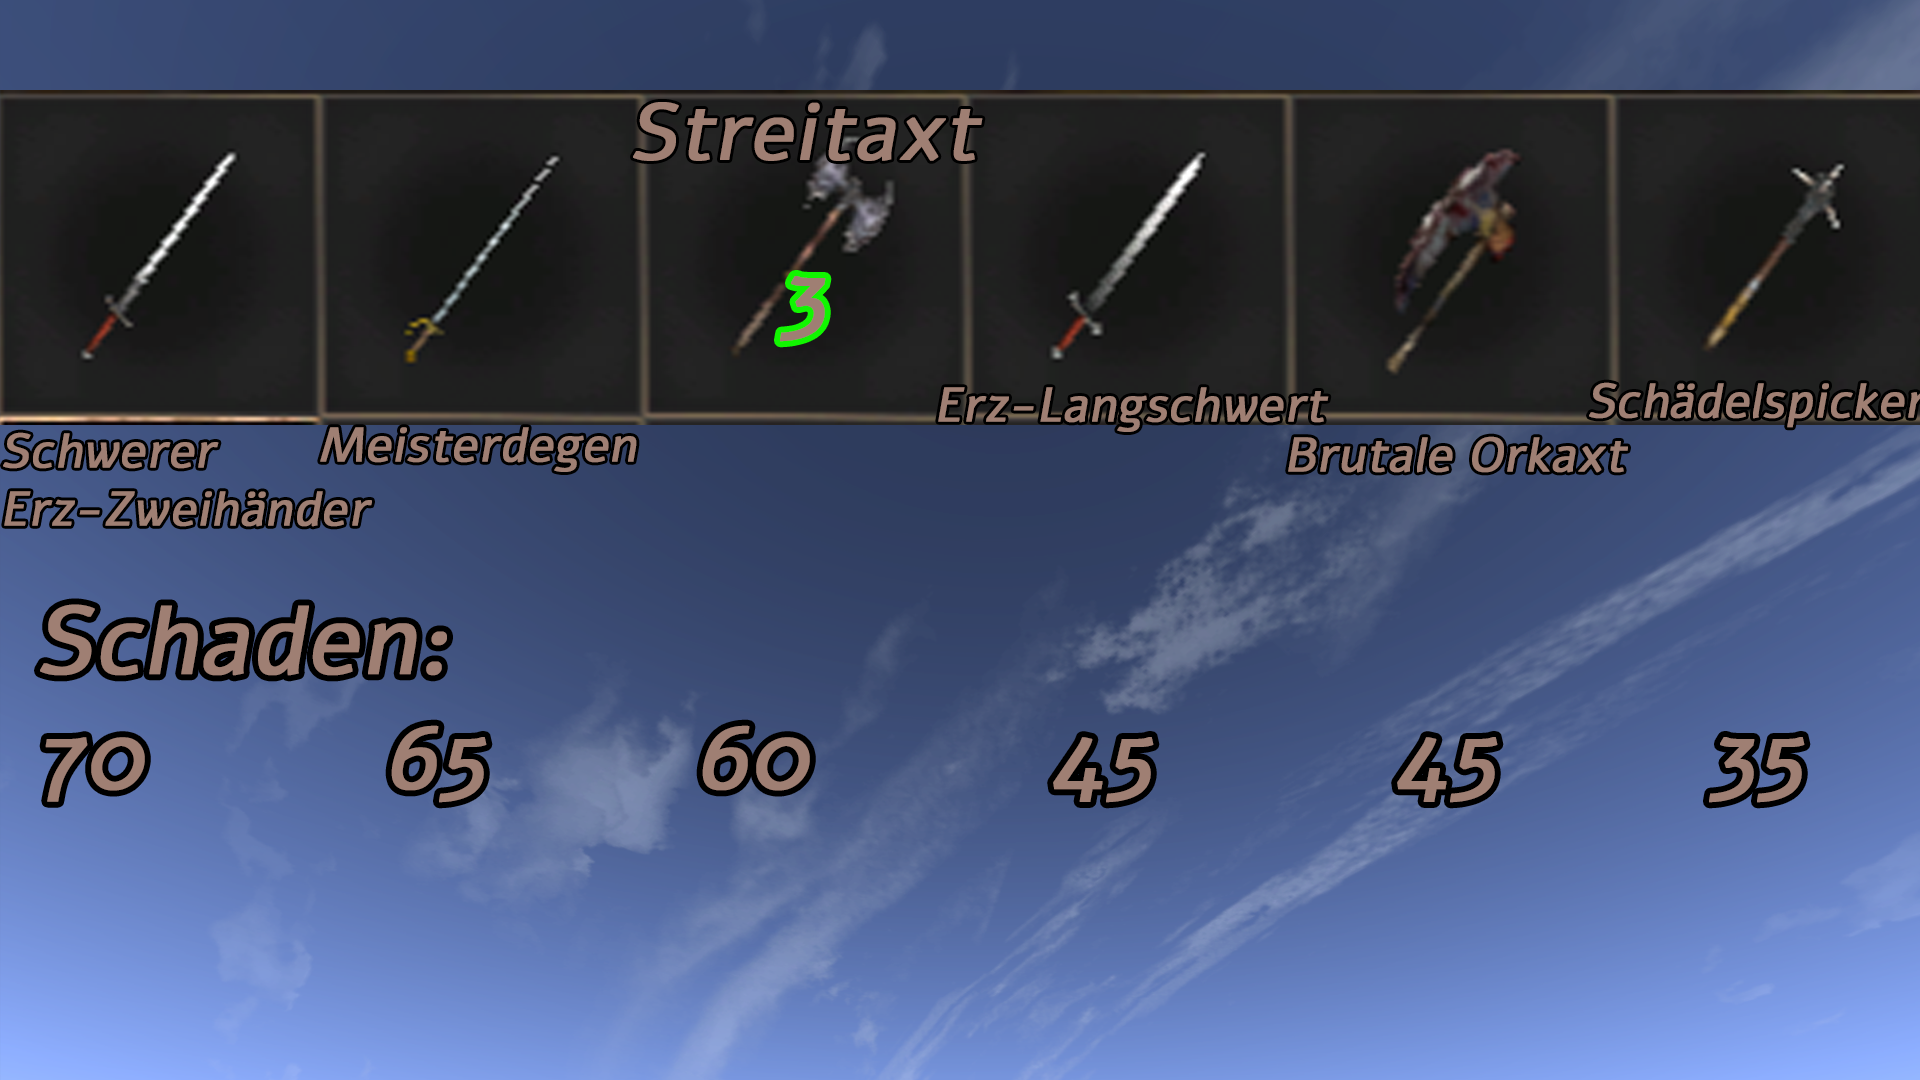 Streitaxt
3
Erz-Langschwert
Schädelspicker
Schwerer
Erz-Zweihänder
Meisterdegen
Brutale Orkaxt
Schaden:
70 65 60 45 45 35